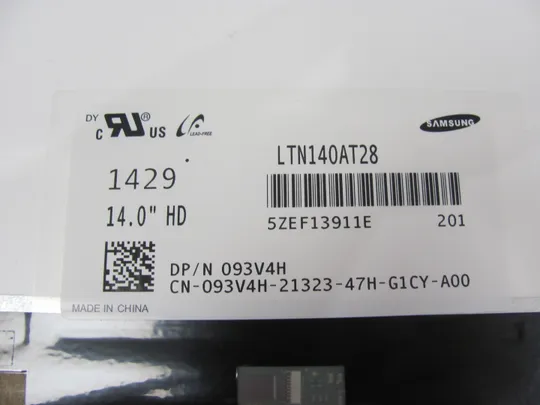 DY
c RU ® US
LEAD-FREE
SAMSUNG
1429
LTN140AT28
14.0" HD
5ZEF13911E 201
DP/N 093V4H
CN-093V4H-21323-47H-G1CY-A00
MADE IN CHINA